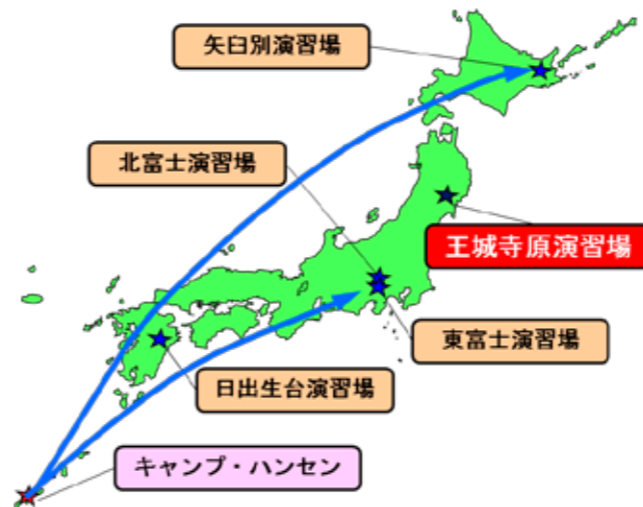 矢臼別演習場
北富士演習場
王城寺原演習場
東富士演習場
日出生台演習場
キャンプ・ハンセン